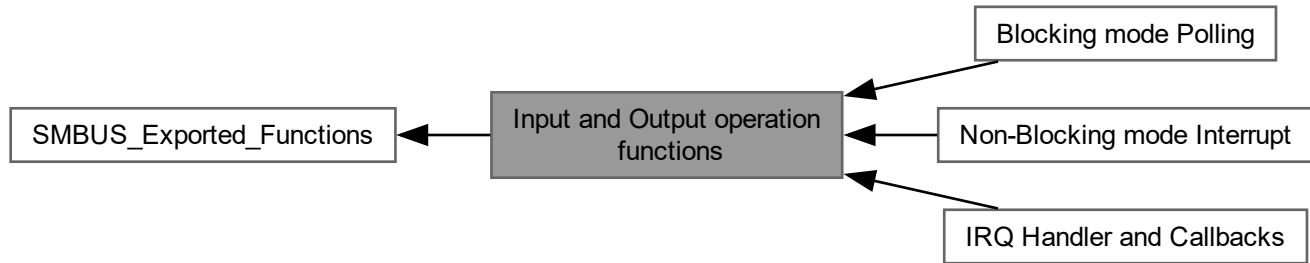 Blocking mode Polling
SMBUS_Exported_Functions
Input and Output operation
functions
Non-Blocking mode Interrupt
IRQ Handler and Callbacks